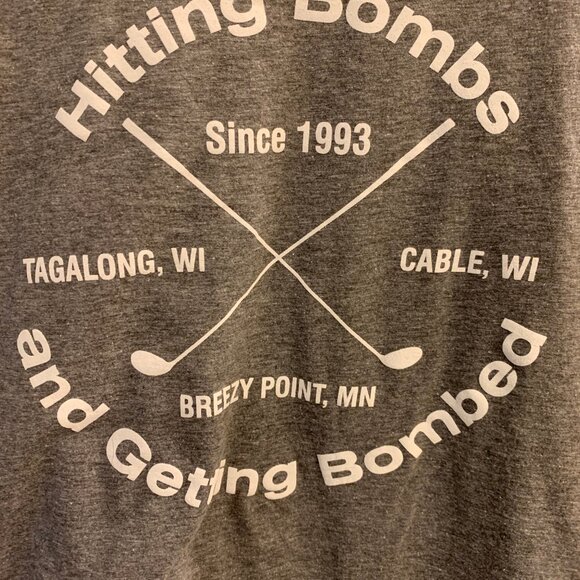 Hitting Bombs
Since 1993
TAGALONG, WI
CABLE, WI
BREEZY POINT, MN
and Getting Bombed